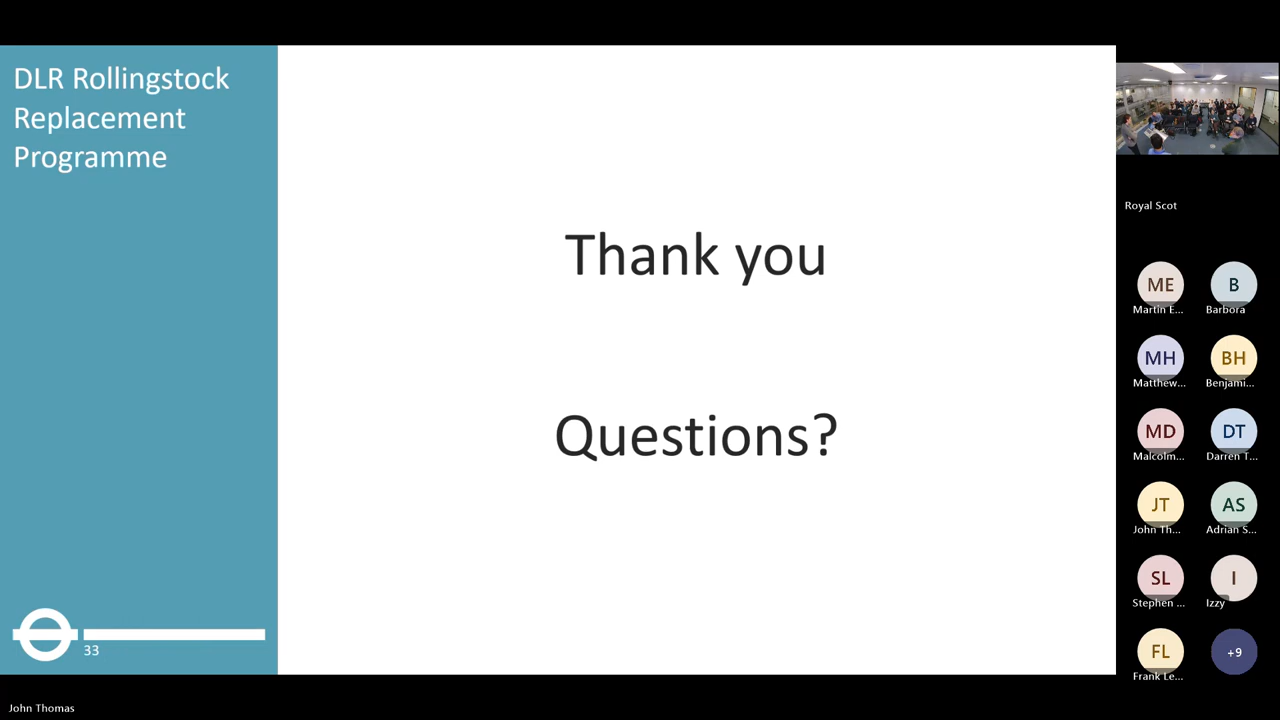 DLR Rollingstock
Replacement
Programme
Thank you
Questions?
33
John Thomas
Royal Scot
ME
Martin E...
B
Barbora
MH
Matthew...
BH
Benjami...
MD
Malcolm...
DT
Darren T...
JT
John Th...
AS
Adrian S...
SL
Stephen ...
I
Izzy
FL
Frank Le...
+9